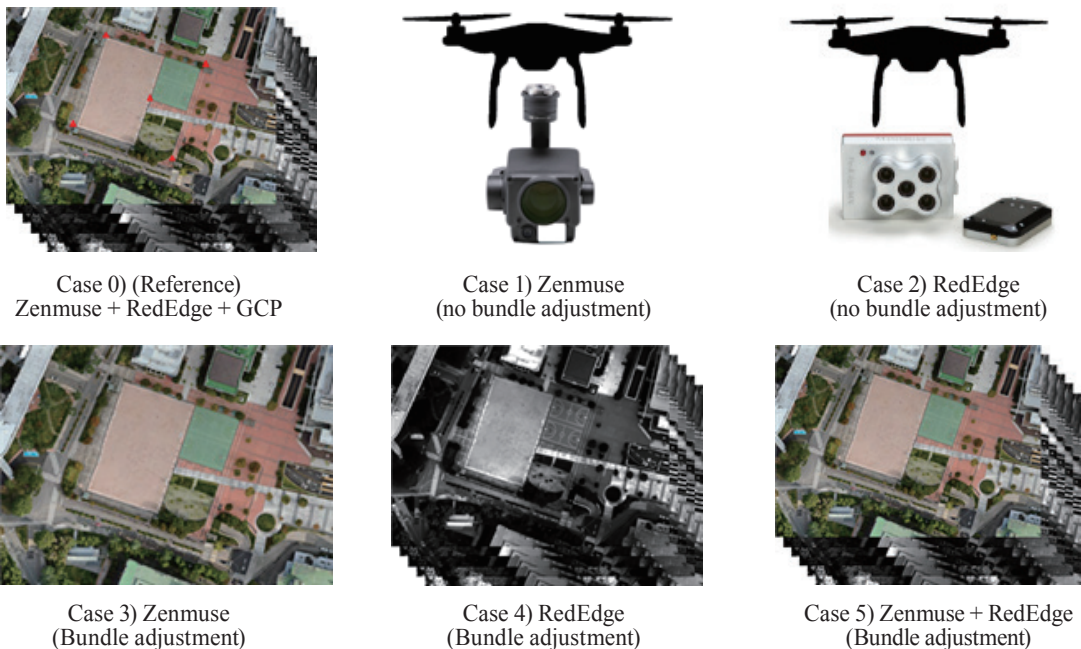 Case 0) (Reference)
Zenmuse + RedEdge + GCP
Case 1) Zenmuse
(no bundle adjustment)
Case 2) RedEdge
(no bundle adjustment)
Case 3) Zenmuse
(Bundle adjustment)
Case 4) RedEdge
(Bundle adjustment)
Case 5) Zenmuse + RedEdge
(Bundle adjustment)